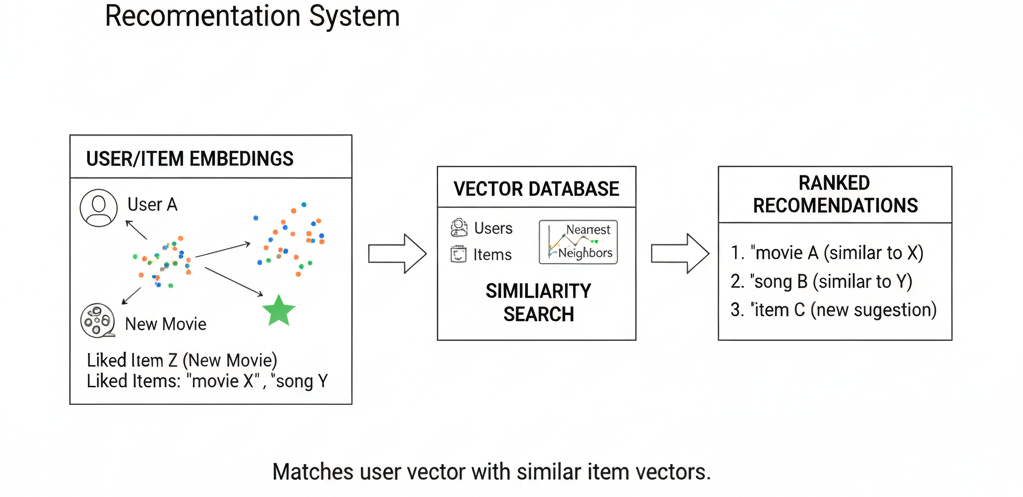 Recommentation System
USER/ITEM EMBEDINGS
User A
New Movie
Liked Item Z (New Movie)
Liked Items: "movie X", "song Y
VECTOR DATABASE
Users
Items
Nearrest
Neighbors
SIMILIARITY
SEARCH
RANKED
RECOMENDATIONS
1. "movie A (similar to X)
2. "song B (similar to Y)
3. "item C (new sugestion)
Matches user vector with similar item vectors.